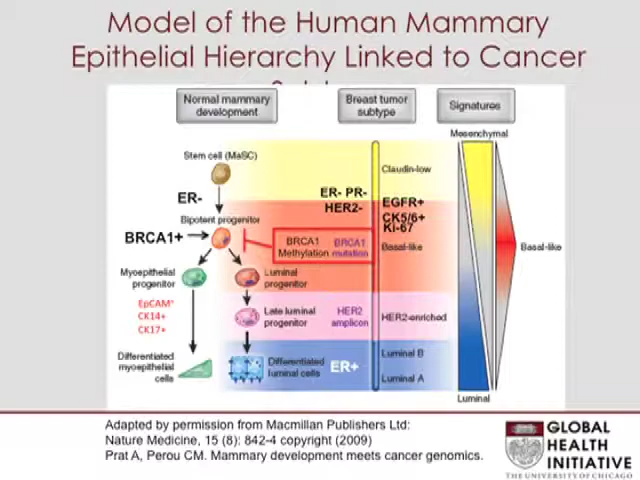 Model of the Human Mammary
Epithelial Hierarchy Linked to Cancer
Normal mammary
development
Breast tumor
subtype
Signatures
Mesenchymal
Stem cell (MaSC)
Claudin-low
ER-
ER- PR-
HER2-
EGFR+
CK5/6+
Ki-67
Bipotent progenitor
BRCA1+
BRCA1
Methylation
BRCA1
mutation
Basal-like
Basal-like
Myoepithelial
progenitor
Luminal
progenitor
EpCAM+
CK14+
CK17+
Late luminal
progenitor
HER2
amplicon
HER2-enriched
Differentiated
myoepithelial
cells
Differentiated
luminal cells
ER+
Luminal B
Luminal A
Luminal
Adapted by permission from Macmillan Publishers Ltd:
Nature Medicine, 15 (8): 842-4 copyright (2009)
Prat A, Perou CM. Mammary development meets cancer genomics.
GLOBAL
HEALTH
INITIATIVE
THE UNIVERSITY OF CHICAGO